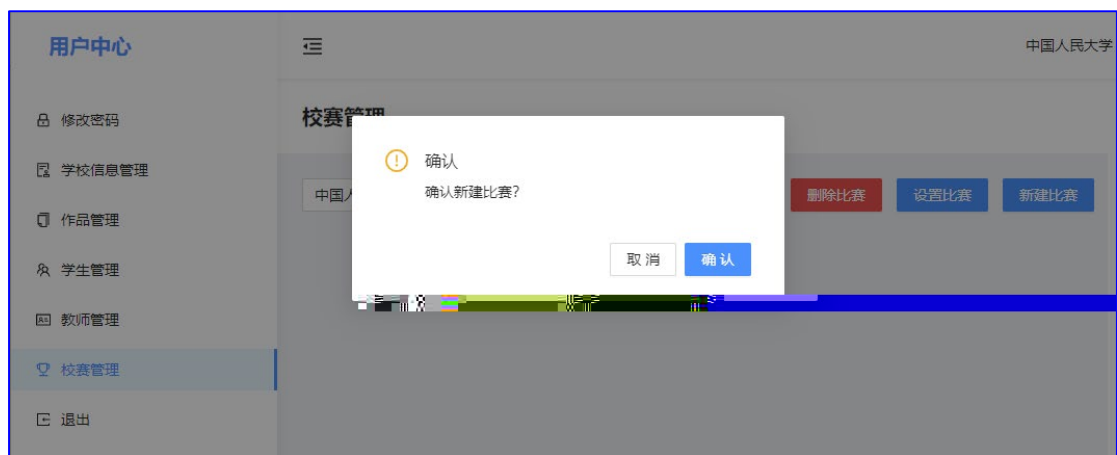 用户中心
中国人民大学
修改密码
校赛管理
学校信息管理
确认
确认新建比赛?
中国人
删除比赛
设置比赛
新建比赛
作品管理
取 消
确 认
学生管理
教师管理
校赛管理
退出